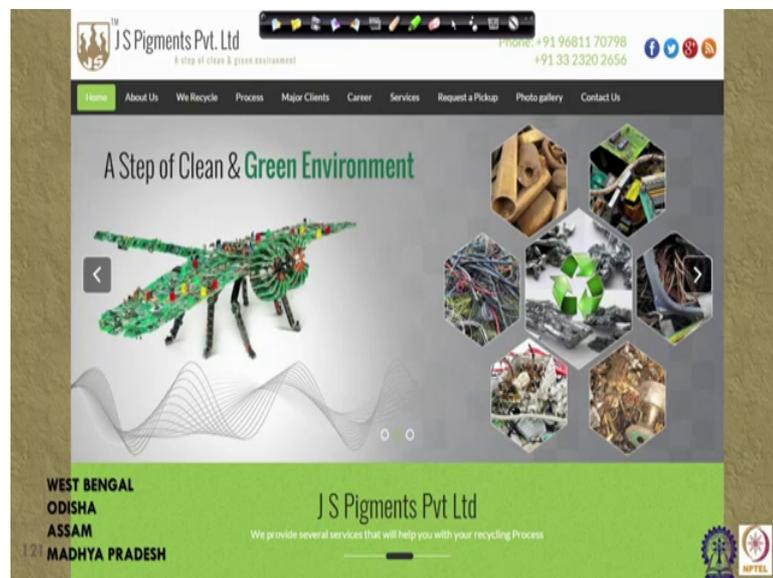 TM
J S Pigments Pvt. Ltd
A step of clean & green environment
JS
Phone: +91 96811 70798
+91 33 2320 2656
Home About Us We Recycle Process Major Clients Career Services Request a Pickup Photo gallery Contact Us
A Step of Clean & Green Environment
J S Pigments Pvt Ltd
We provide several services that will help you with your recycling Process
WEST BENGAL
ODISHA
ASSAM
121 MADHYA PRADESH
NPTEL